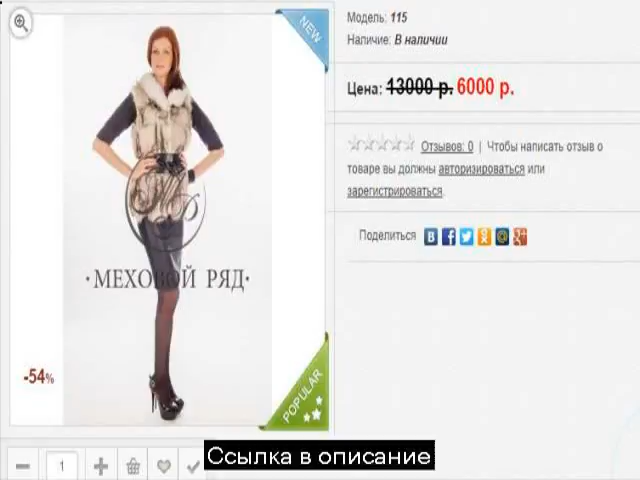 NEW
Модель: 115
Наличие: В наличии
Цена: 13000 р. 6000 р.
Отзывов: 0 | Чтобы написать отзыв о
товаре вы должны авторизироваться или
зарегистрироваться.
Поделиться
·МЕХОВОЙ РЯД·
-54%
POPULAR
1
Ссылка в описание